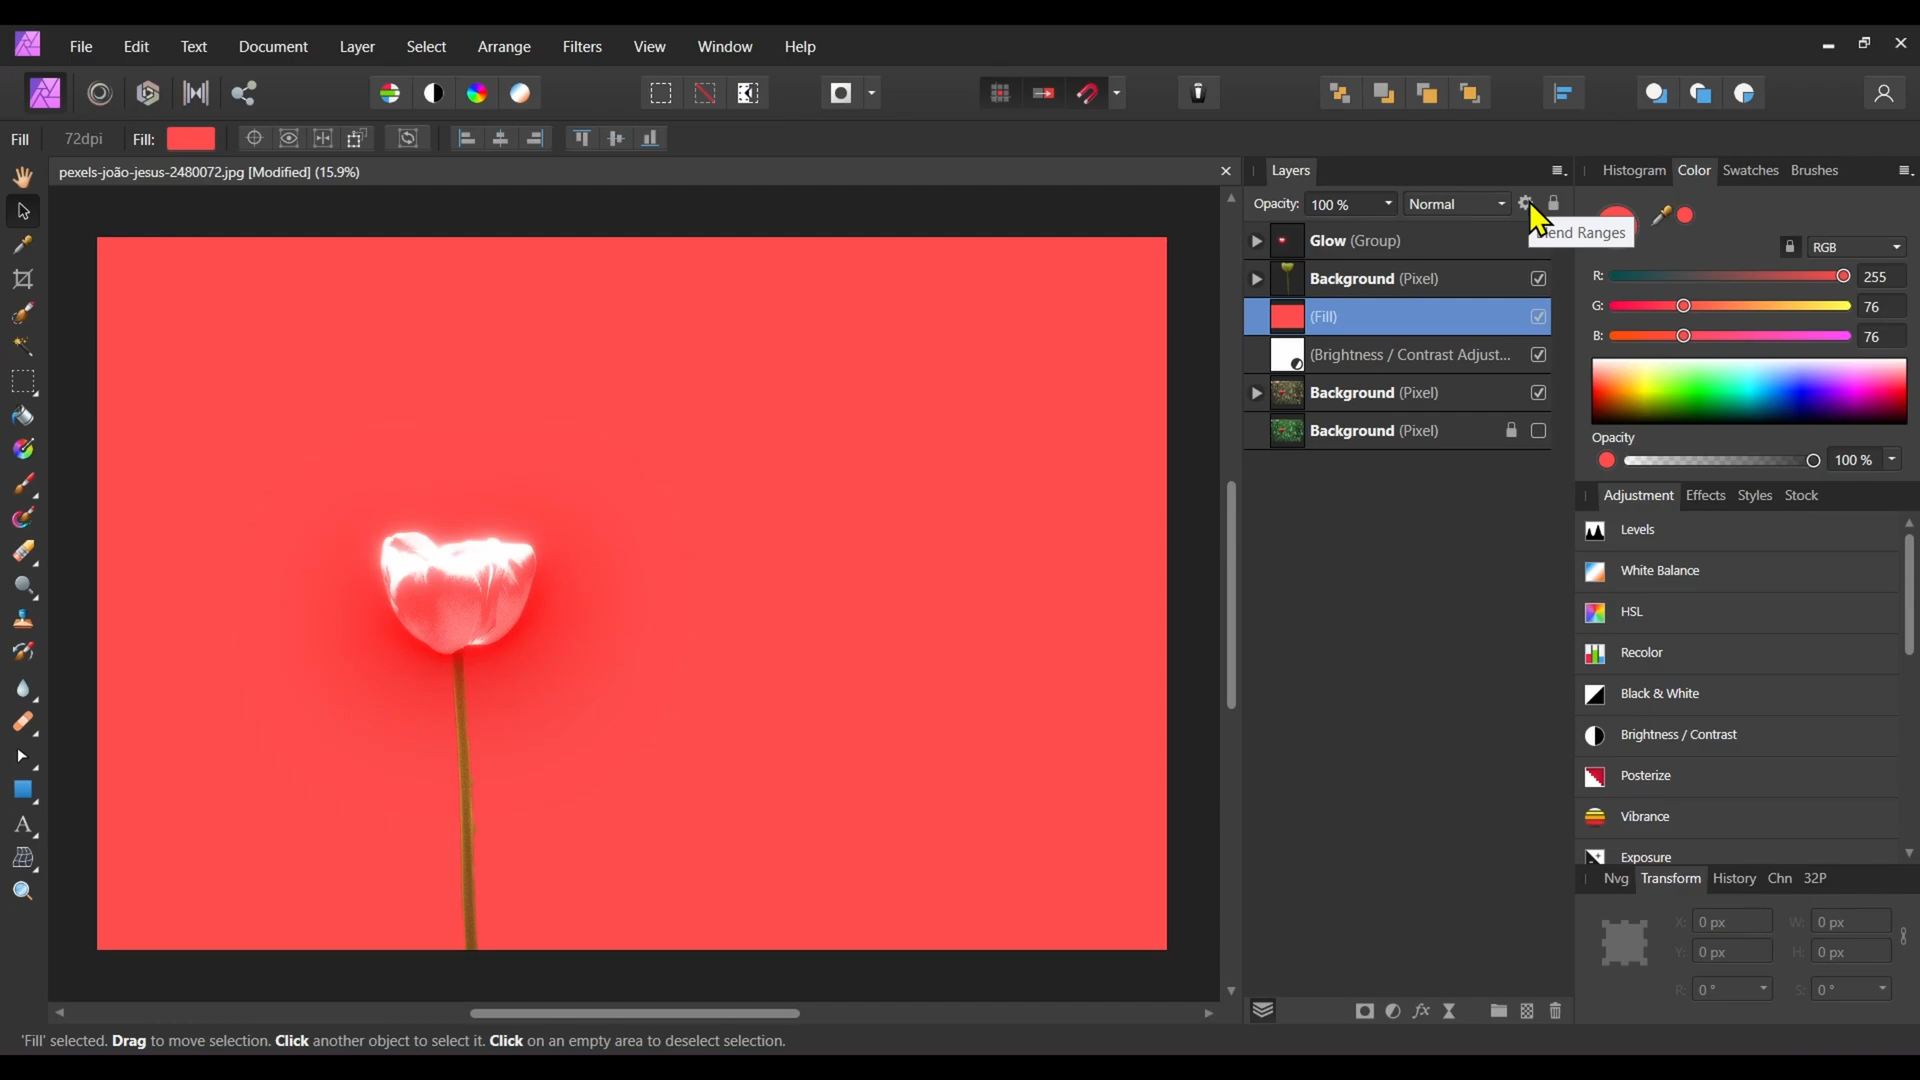 File Edit Text Document Layer Select Arrange Filters View Window Help
Fill 72dpi Fill:
pexels-joão-jesus-2480072.jpg [Modified] (15.9%)
Layers
Opacity: 100 % Normal
Blend Ranges
Glow (Group)
Background (Pixel)
(Fill)
(Brightness / Contrast Adjust...
Background (Pixel)
Background (Pixel)
Histogram Color Swatches Brushes
RGB
R: 255
G: 76
B: 76
Opacity
100 %
Adjustment Effects Styles Stock
Levels
White Balance
HSL
Recolor
Black & White
Brightness / Contrast
Posterize
Vibrance
Exposure
Nvg Transform History Chn 32P
X: 0 px W: 0 px
Y: 0 px H: 0 px
R: 0 ° S: 0 °
'Fill' selected. Drag to move selection. Click another object to select it. Click on an empty area to deselect selection.